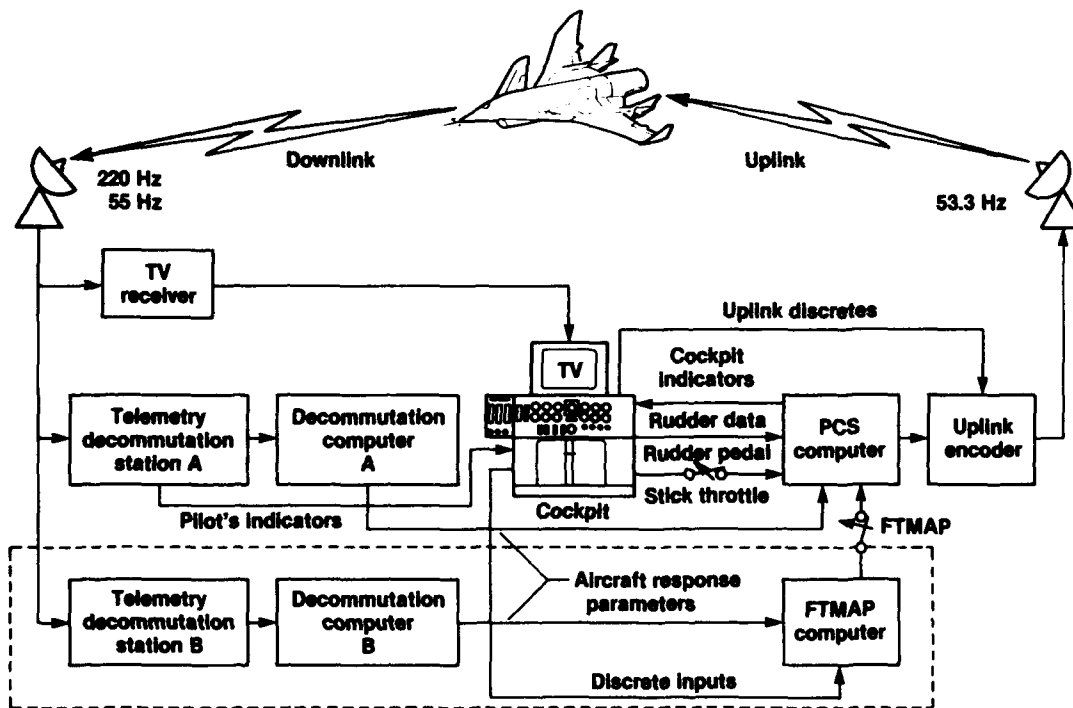 Downlink
Uplink
220 Hz
55 Hz
53.3 Hz
TV
receiver
Uplink discretes
TV
Cockpit
indicators
Telemetry
decommutation
station A
Decommutation
computer
A
Rudder data
Rudder pedal
Stick throttle
PCS
computer
Uplink
encoder
Pilot's indicators
Cockpit
FTMAP
Telemetry
decommutation
station B
Decommutation
computer
B
Aircraft response
parameters
FTMAP
computer
Discrete inputs